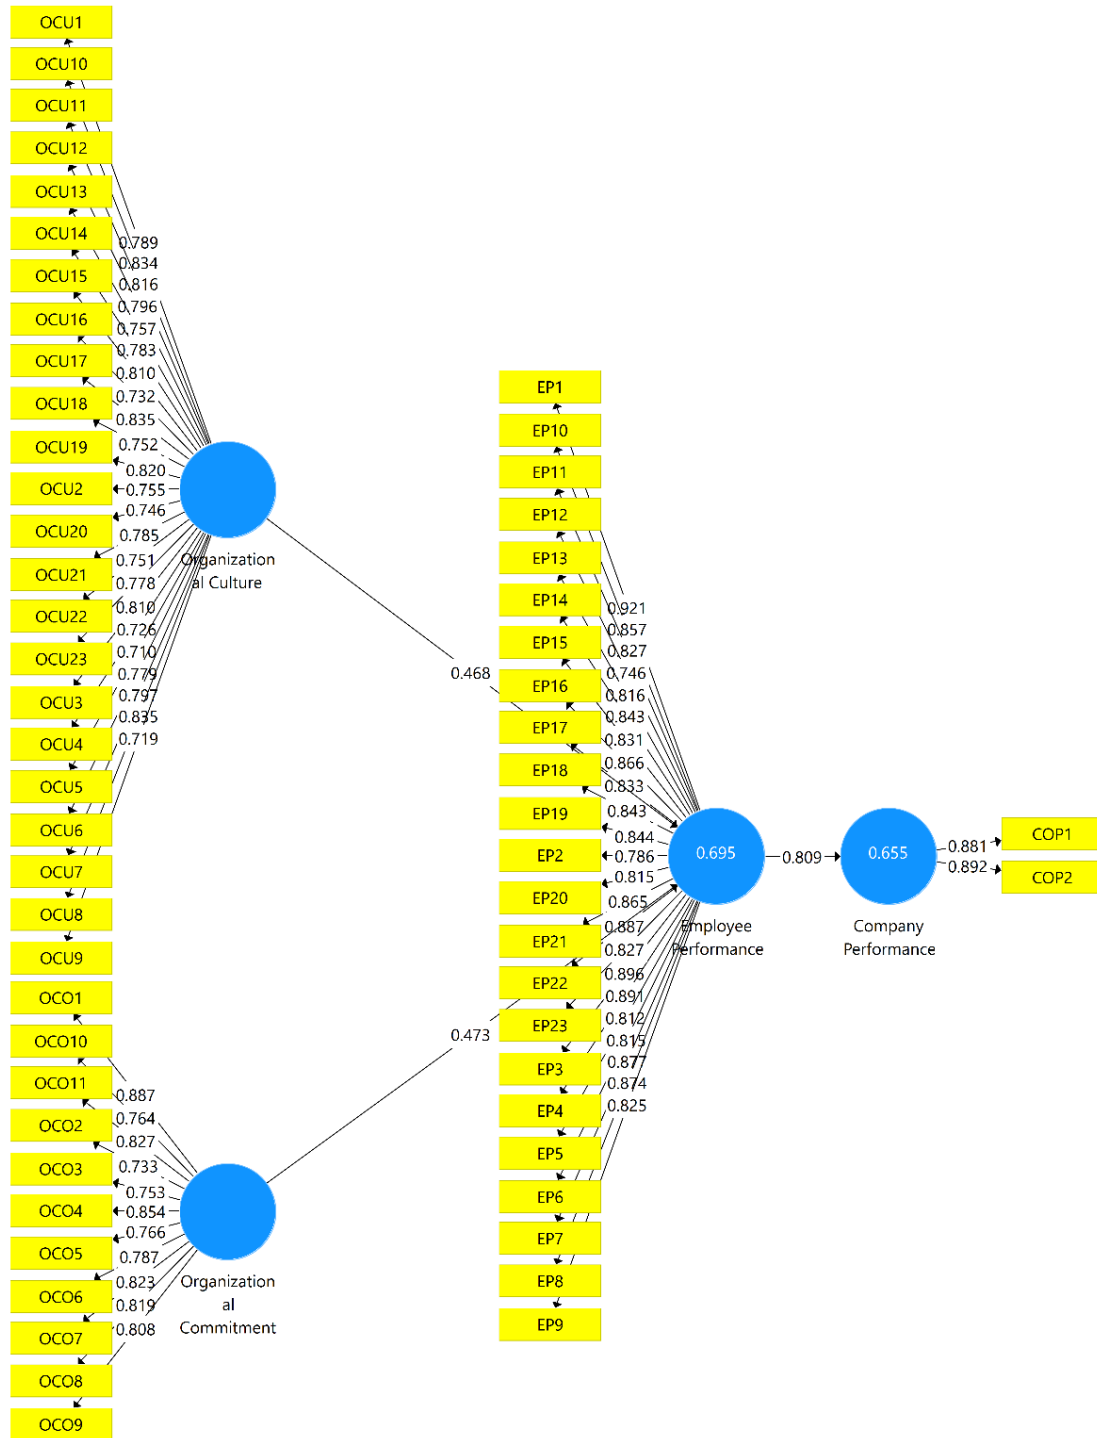 OCU1
OCU10
OCU11
OCU12
OCU13
OCU14
OCU15
OCU16
OCU17
OCU18
OCU19
OCU2
OCU20
OCU21
OCU22
OCU23
OCU3
OCU4
OCU5
OCU6
OCU7
OCU8
OCU9
0.789
0.834
0.816
0.796
0.757
0.783
0.810
0.732
0.835
0.752
0.820
0.755
0.746
0.785
0.751
0.778
0.810
0.726
0.710
0.779
0.797
0.835
0.719
Organization
al Culture
0.468
OCO1
OCO10
OCO11
OCO2
OCO3
OCO4
OCO5
OCO6
OCO7
OCO8
OCO9
0.887
0.764
0.827
0.733
0.753
0.854
0.766
0.787
0.823
0.819
0.808
Organization
al
Commitment
0.473
EP1
EP10
EP11
EP12
EP13
EP14
EP15
EP16
EP17
EP18
EP19
EP2
EP20
EP21
EP22
EP23
EP3
EP4
EP5
EP6
EP7
EP8
EP9
0.921
0.857
0.827
0.746
0.816
0.843
0.831
0.866
0.833
0.843
0.844
0.786
0.815
0.865
0.887
0.827
0.896
0.891
0.812
0.815
0.877
0.874
0.825
0.695
Employee
Performance
0.809
0.655
Company
Performance
0.881
0.892
COP1
COP2